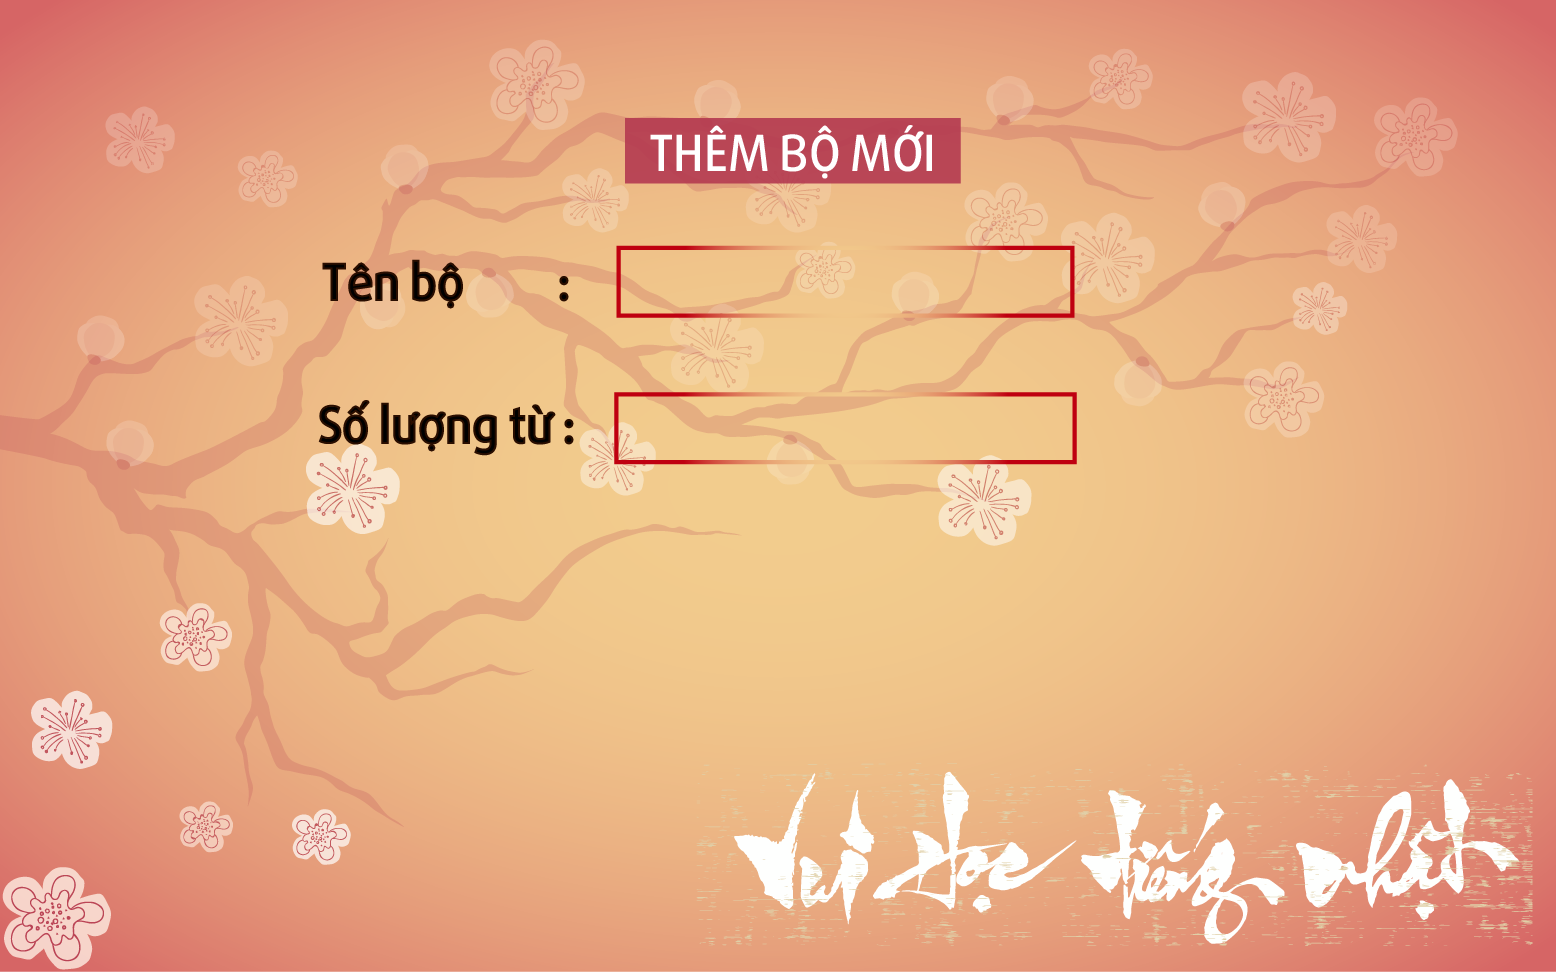 THÊM BỘ MỚI
Tên bộ :
Số lượng từ :
Vui học tiếng nhật